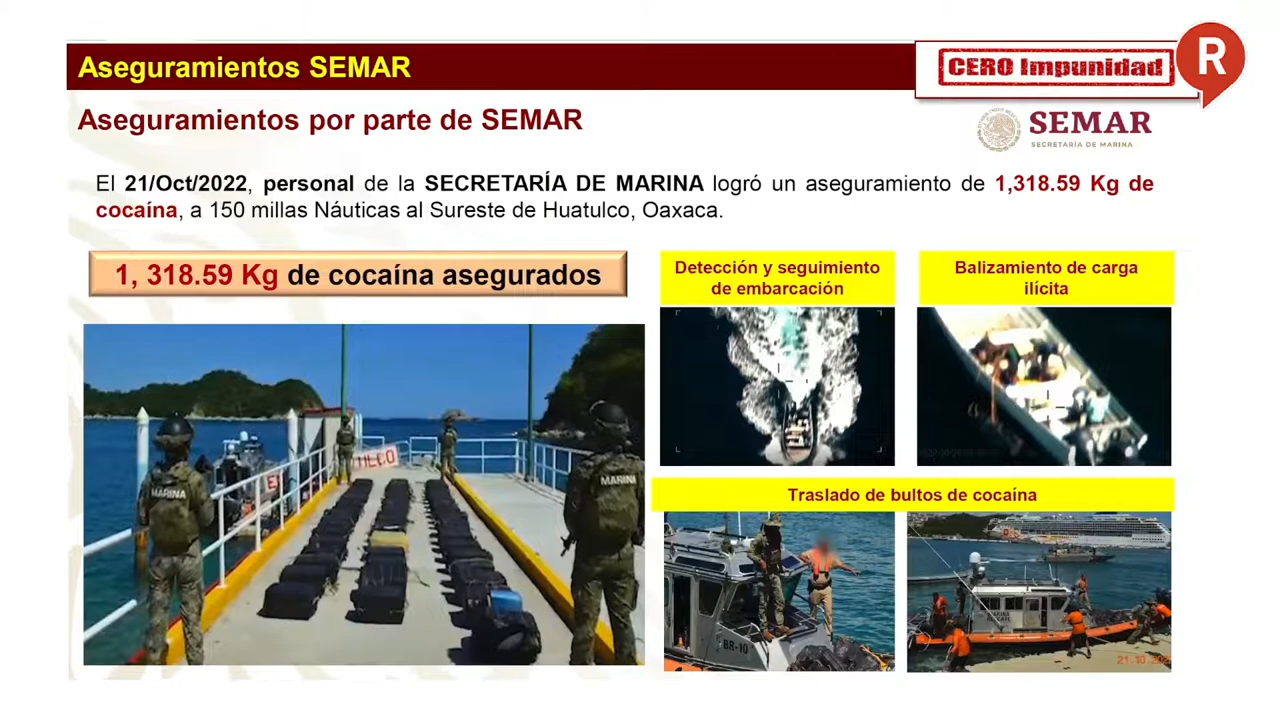 Aseguramientos SEMAR
CERO Impunidad
R
Aseguramientos por parte de SEMAR
SEMAR
SECRETARÍA DE MARINA
El 21/Oct/2022, personal de la SECRETARÍA DE MARINA logró un aseguramiento de 1,318.59 Kg de
cocaína, a 150 millas Náuticas al Sureste de Huatulco, Oaxaca.
1, 318.59 Kg de cocaína asegurados
Detección y seguimiento
de embarcación
Balizamiento de carga
ilícita
MARINA
MARINA
Traslado de bultos de cocaína
BR-10
MARINA